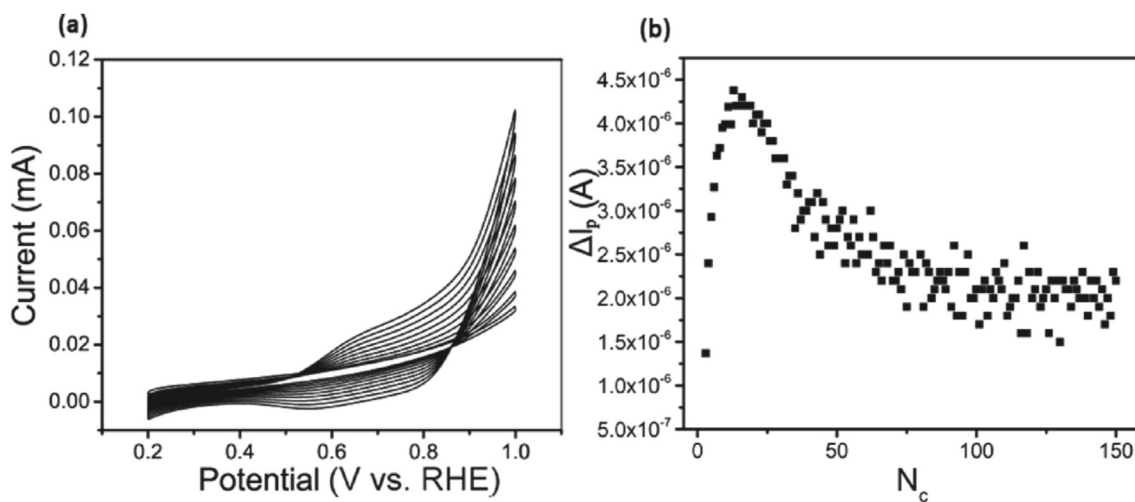 (a)
0.12
0.10
0.08
0.06
0.04
0.02
0.00
Current (mA)
0.2 0.4 0.6 0.8 1.0
Potential (V vs. RHE)
(b)
4.5x10⁻⁶
4.0x10⁻⁶
3.5x10⁻⁶
3.0x10⁻⁶
2.5x10⁻⁶
2.0x10⁻⁶
1.5x10⁻⁶
1.0x10⁻⁶
5.0x10⁻⁷
ΔIₚ (A)
0 50 100 150
N_c